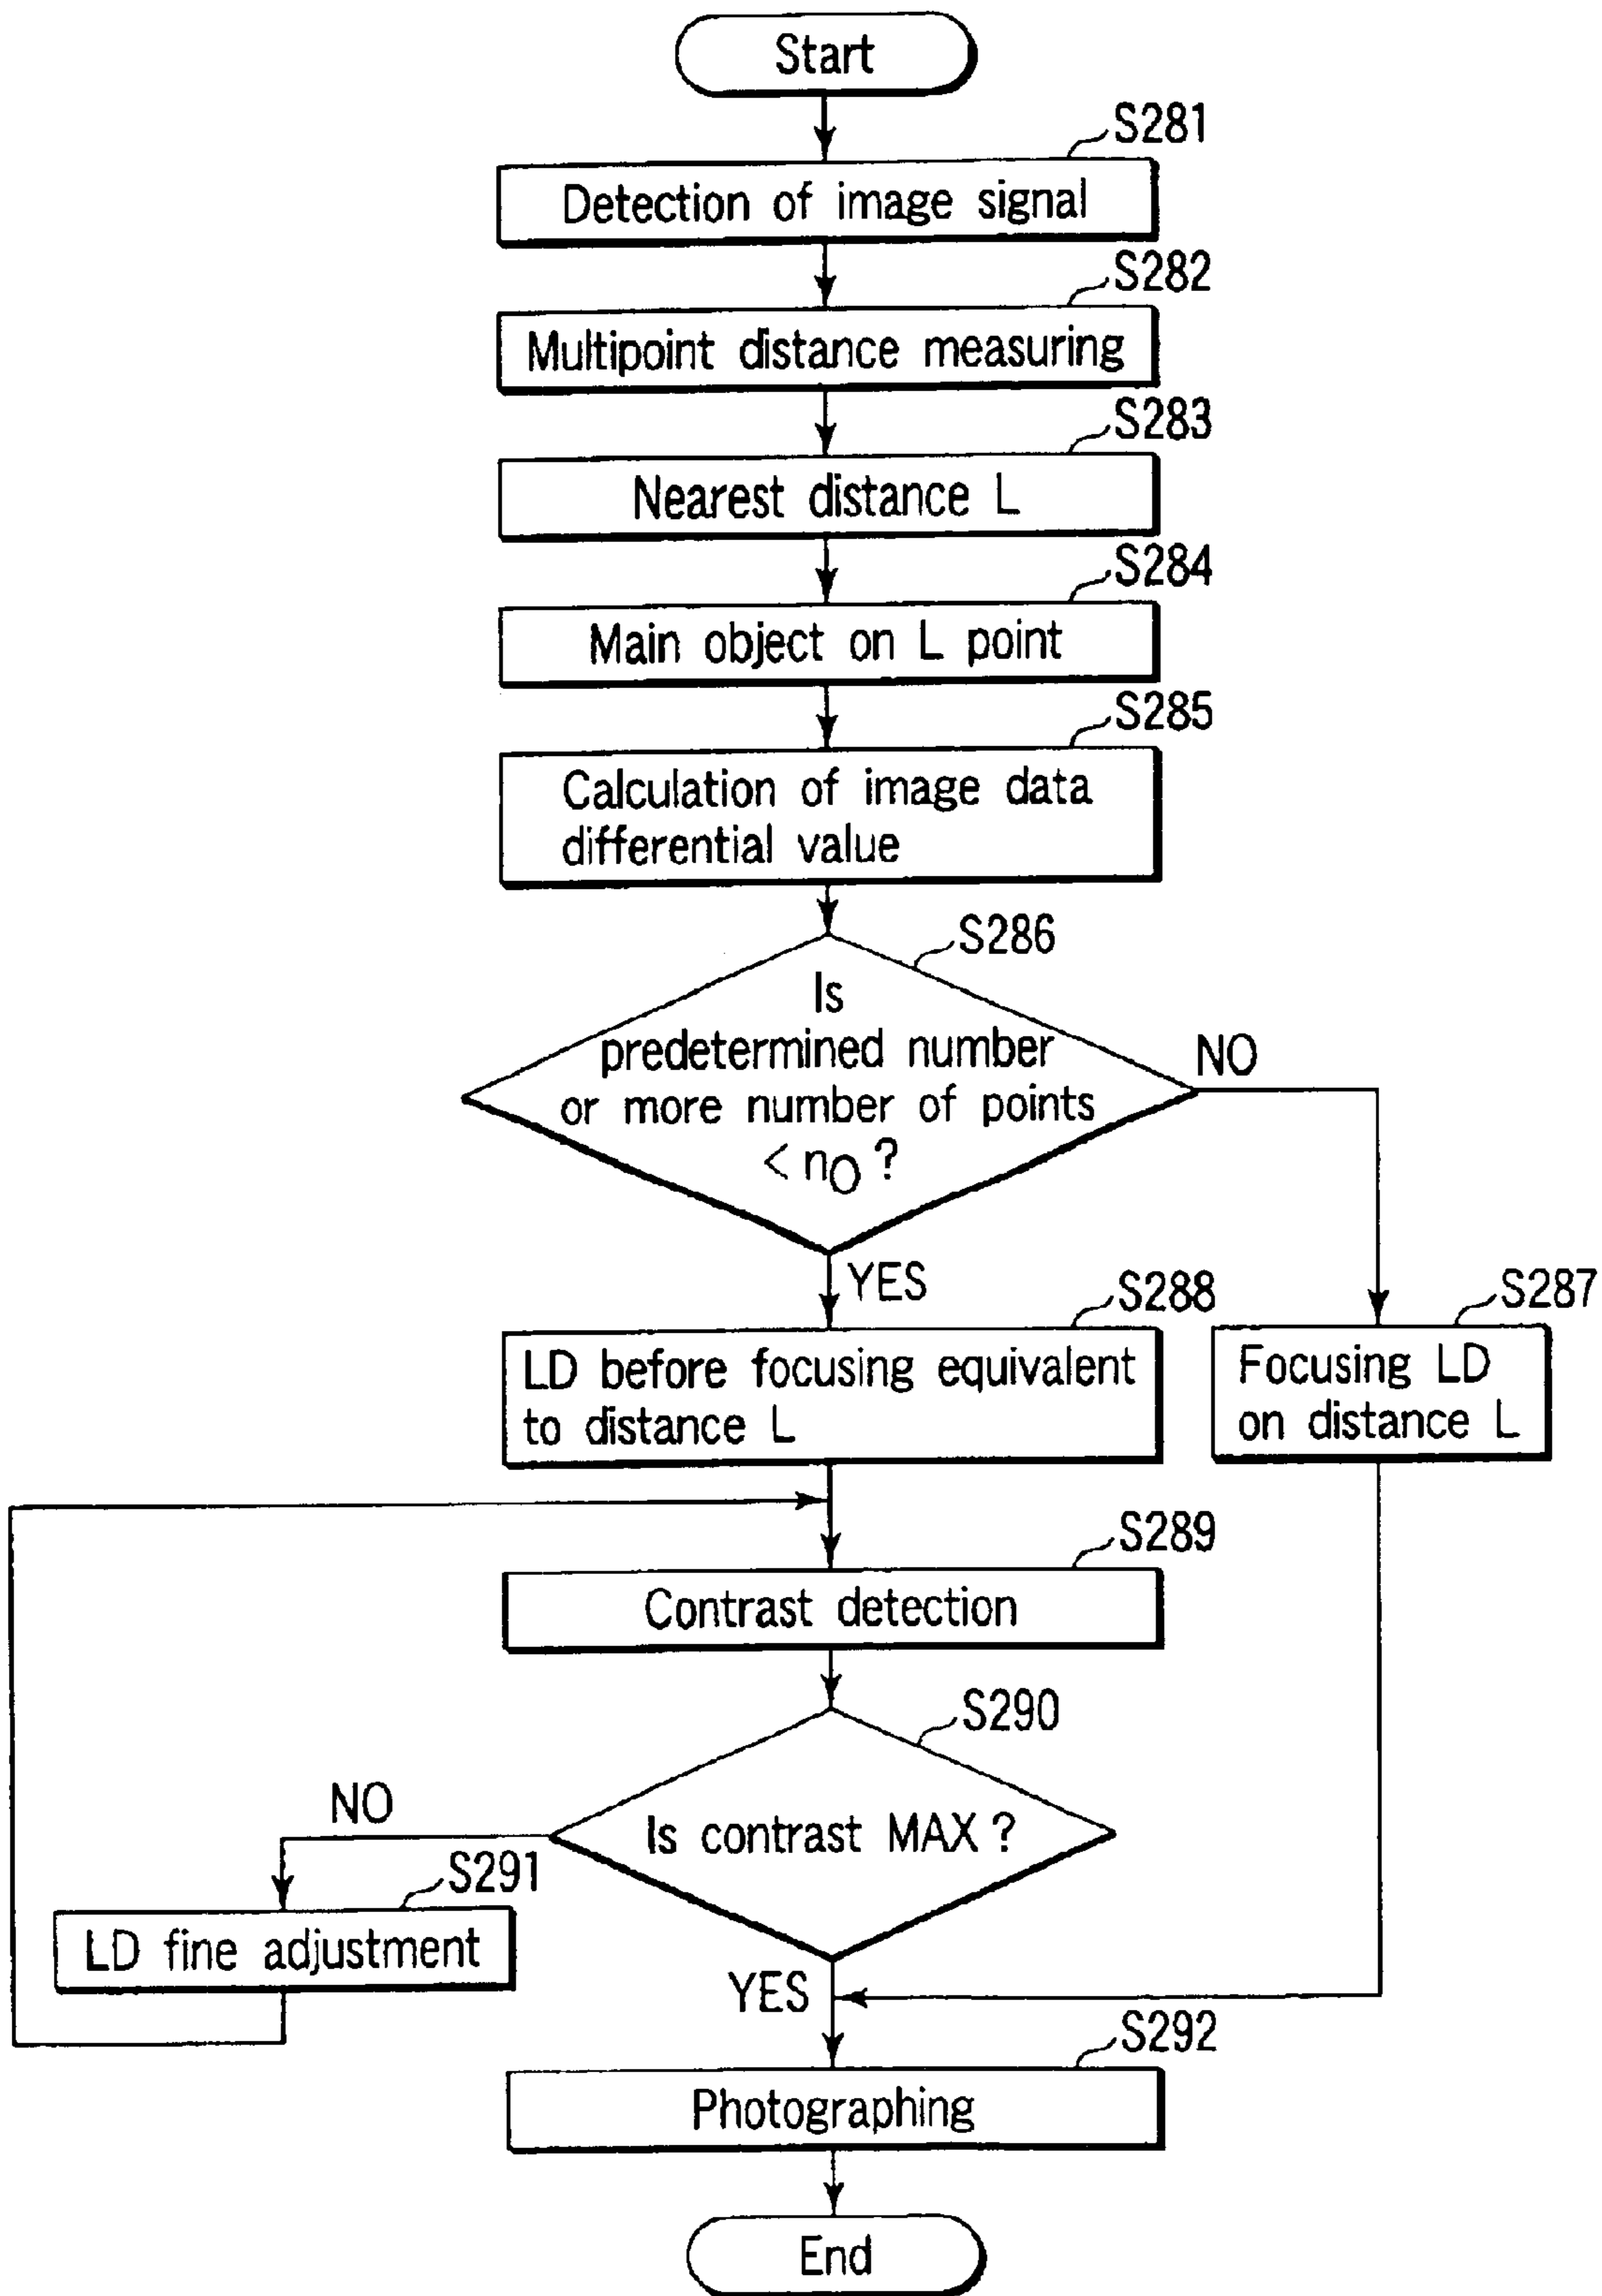 Start
S281
Detection of image signal
S282
Multipoint distance measuring
S283
Nearest distance L
S284
Main object on L point
S285
Calculation of image data
differential value
S286
Is
predetermined number
or more number of points
< nO ?
NO
YES
S288
LD before focusing equivalent
to distance L
S287
Focusing LD
on distance L
S289
Contrast detection
S290
Is contrast MAX ?
NO
S291
LD fine adjustment
YES
S292
Photographing
End